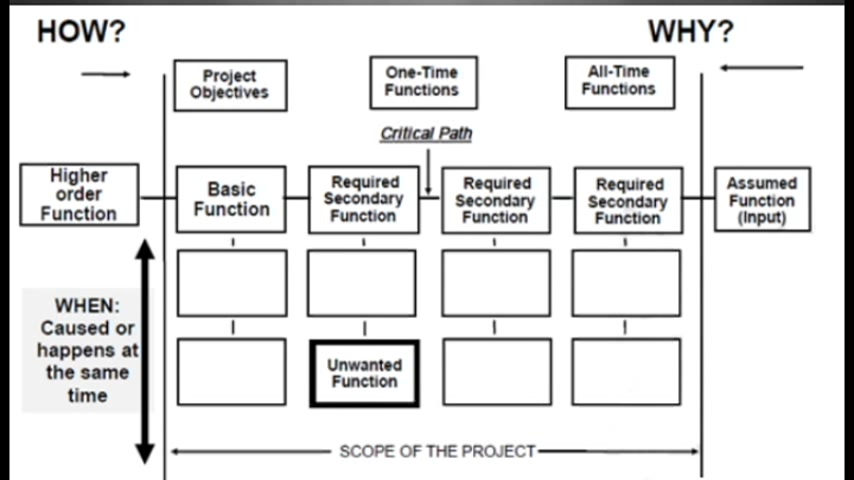 HOW?
WHY?
Project
Objectives
One-Time
Functions
All-Time
Functions
Critical Path
Higher
order
Function
Basic
Function
Required
Secondary
Function
Required
Secondary
Function
Required
Secondary
Function
Assumed
Function
(Input)
WHEN:
Caused or
happens at
the same
time
Unwanted
Function
SCOPE OF THE PROJECT